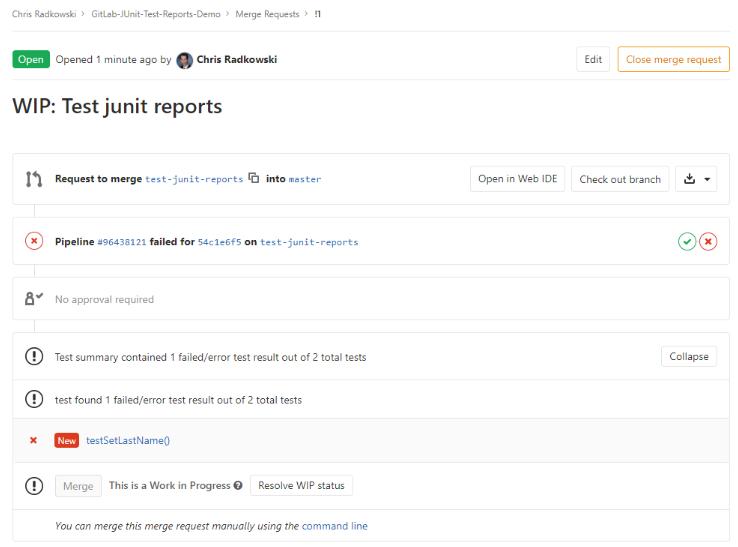 Chris Radkowski > GitLab-JUnit-Test-Reports-Demo > Merge Requests > !1
Open Opened 1 minute ago by Chris Radkowski Edit Close merge request
WIP: Test junit reports
Request to merge test-junit-reports into master Open in Web IDE Check out branch
Pipeline #96438121 failed for 54c1e6f5 on test-junit-reports
No approval required
Test summary contained 1 failed/error test result out of 2 total tests Collapse
test found 1 failed/error test result out of 2 total tests
New testSetLastName()
Merge This is a Work in Progress Resolve WIP status
You can merge this merge request manually using the command line